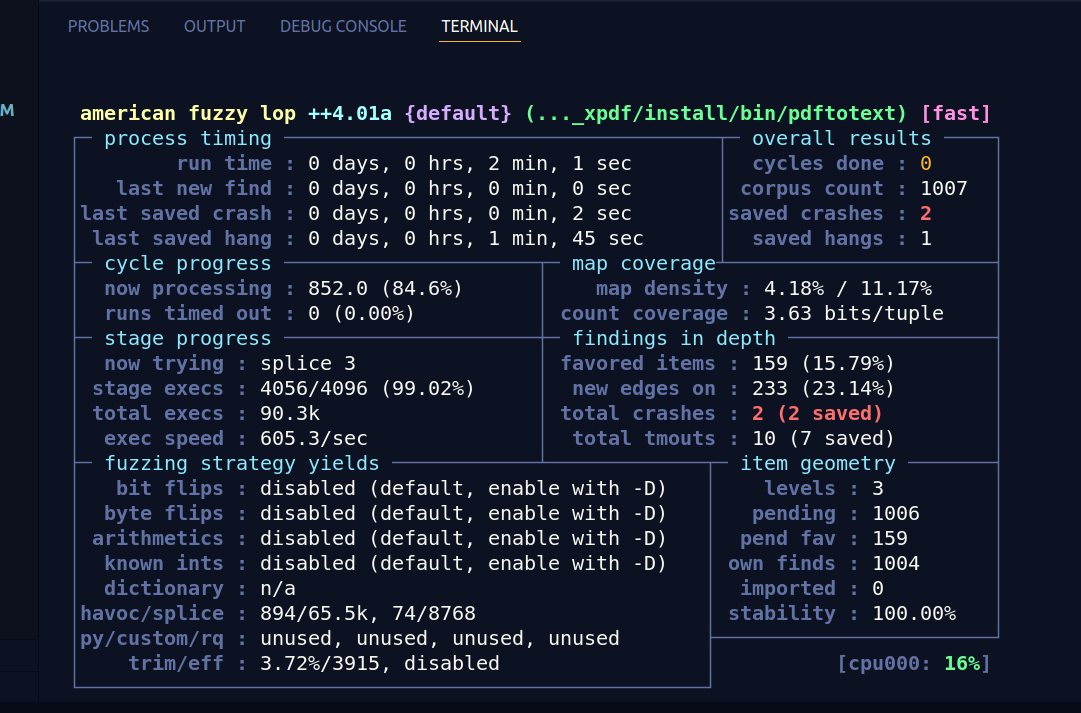 PROBLEMS OUTPUT DEBUG CONSOLE TERMINAL
M
american fuzzy lop ++4.01a {default} (..._xpdf/install/bin/pdftotext) [fast]
process timing overall results
run time : 0 days, 0 hrs, 2 min, 1 sec cycles done : 0
last new find : 0 days, 0 hrs, 0 min, 0 sec corpus count : 1007
last saved crash : 0 days, 0 hrs, 0 min, 2 sec saved crashes : 2
last saved hang : 0 days, 0 hrs, 1 min, 45 sec saved hangs : 1
cycle progress map coverage
now processing : 852.0 (84.6%) map density : 4.18% / 11.17%
runs timed out : 0 (0.00%) count coverage : 3.63 bits/tuple
stage progress findings in depth
now trying : splice 3 favored items : 159 (15.79%)
stage execs : 4056/4096 (99.02%) new edges on : 233 (23.14%)
total execs : 90.3k total crashes : 2 (2 saved)
exec speed : 605.3/sec total tmouts : 10 (7 saved)
fuzzing strategy yields item geometry
bit flips : disabled (default, enable with -D) levels : 3
byte flips : disabled (default, enable with -D) pending : 1006
arithmetics : disabled (default, enable with -D) pend fav : 159
known ints : disabled (default, enable with -D) own finds : 1004
dictionary : n/a imported : 0
havoc/splice : 894/65.5k, 74/8768 stability : 100.00%
py/custom/rq : unused, unused, unused, unused
trim/eff : 3.72%/3915, disabled [cpu000: 16%]